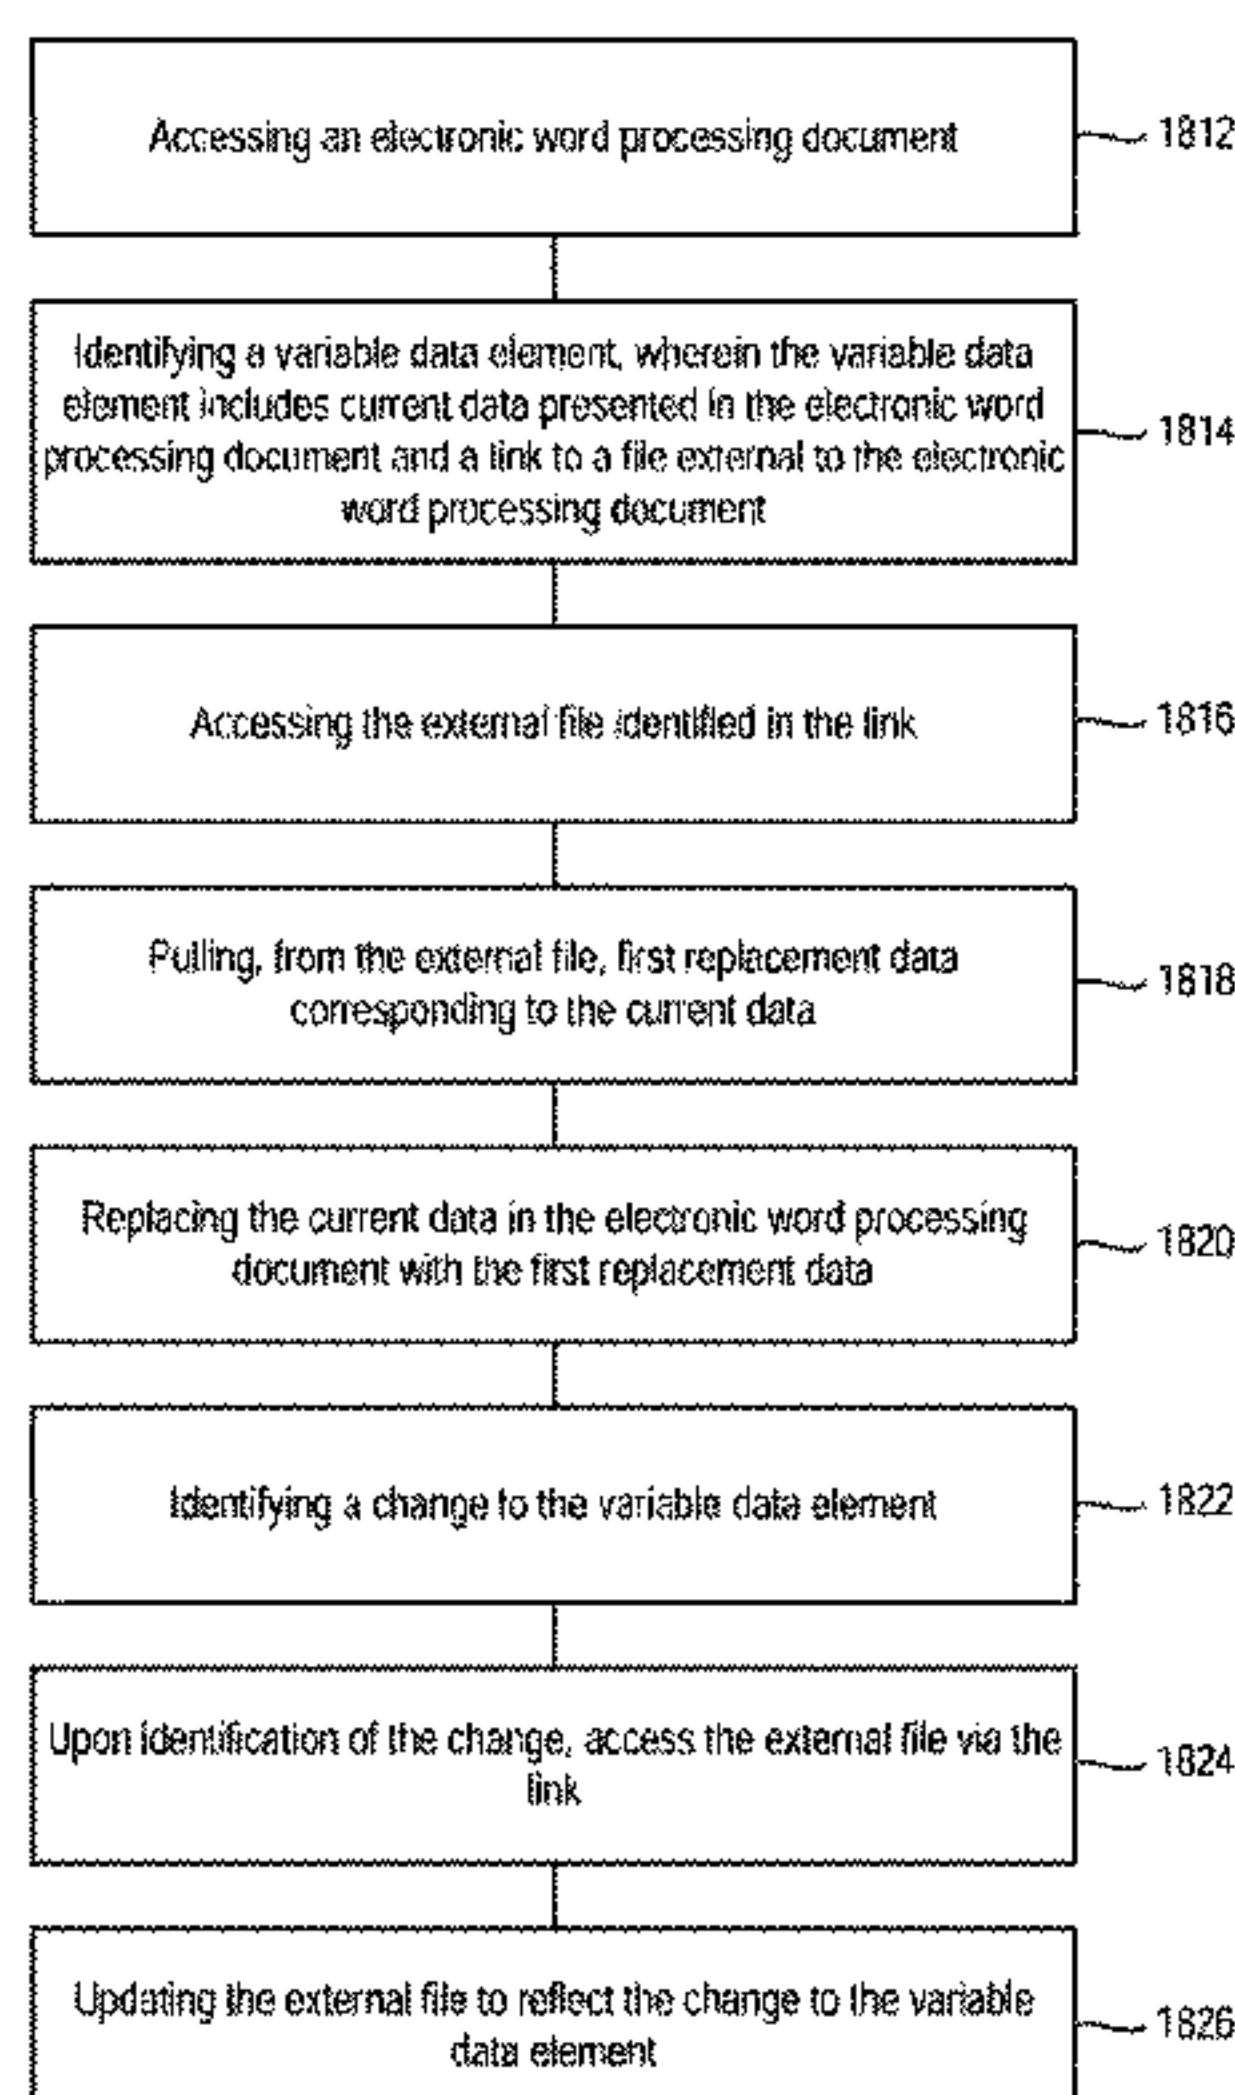 Accessing an electronic word processing document
1812
Identifying a variable data element, wherein the variable data
element includes current data presented in the electronic word
processing document and a link to a file external to the electronic
word processing document
1814
Accessing the external file identified in the link
1816
Pulling, from the external file, first replacement data
corresponding to the current data
1818
Replacing the current data in the electronic word processing
document with the first replacement data
1820
Identifying a change to the variable data element
1822
Upon identification of the change, access the external file via the
link
1824
Updating the external file to reflect the change to the variable
data element
1826